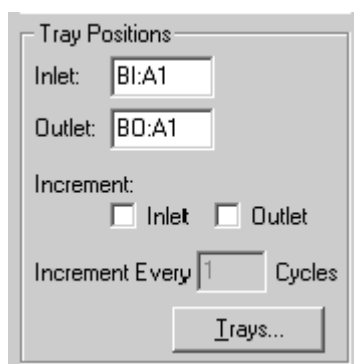 Tray Positions
Inlet: BI:A1
Outlet: BO:A1
Increment:
Inlet Outlet
Increment Every 1 Cycles
Trays...